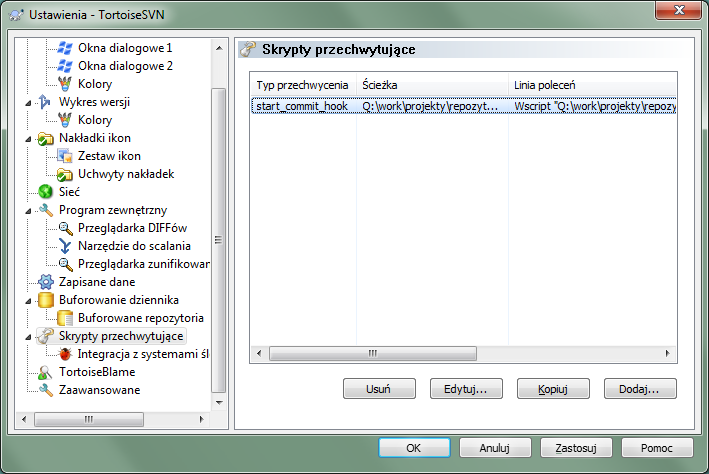 Ustawienia - TortoiseSVN
Okna dialogowe 1
Okna dialogowe 2
Kolory
Wykres wersji
Kolory
Nakładki ikon
Zestaw ikon
Uchwyty nakładek
Sieć
Program zewnętrzny
Przeglądarka DIFFów
Narzędzie do scalania
Przeglądarka zunifikowan
Zapisane dane
Buforowanie dziennika
Buforowane repozytoria
Skrypty przechwytujące
Integracja z systemami śl
TortoiseBlame
Zaawansowane
Skrypty przechwytujące
Typ przechwycenia Ścieżka Linia poleceń
start_commit_hook Q:\work\projekty\repozyt... Wscript "Q:\work\projekty\repozy
Usuń Edytuj... Kopiuj Dodaj...
OK Anuluj Zastosuj Pomoc